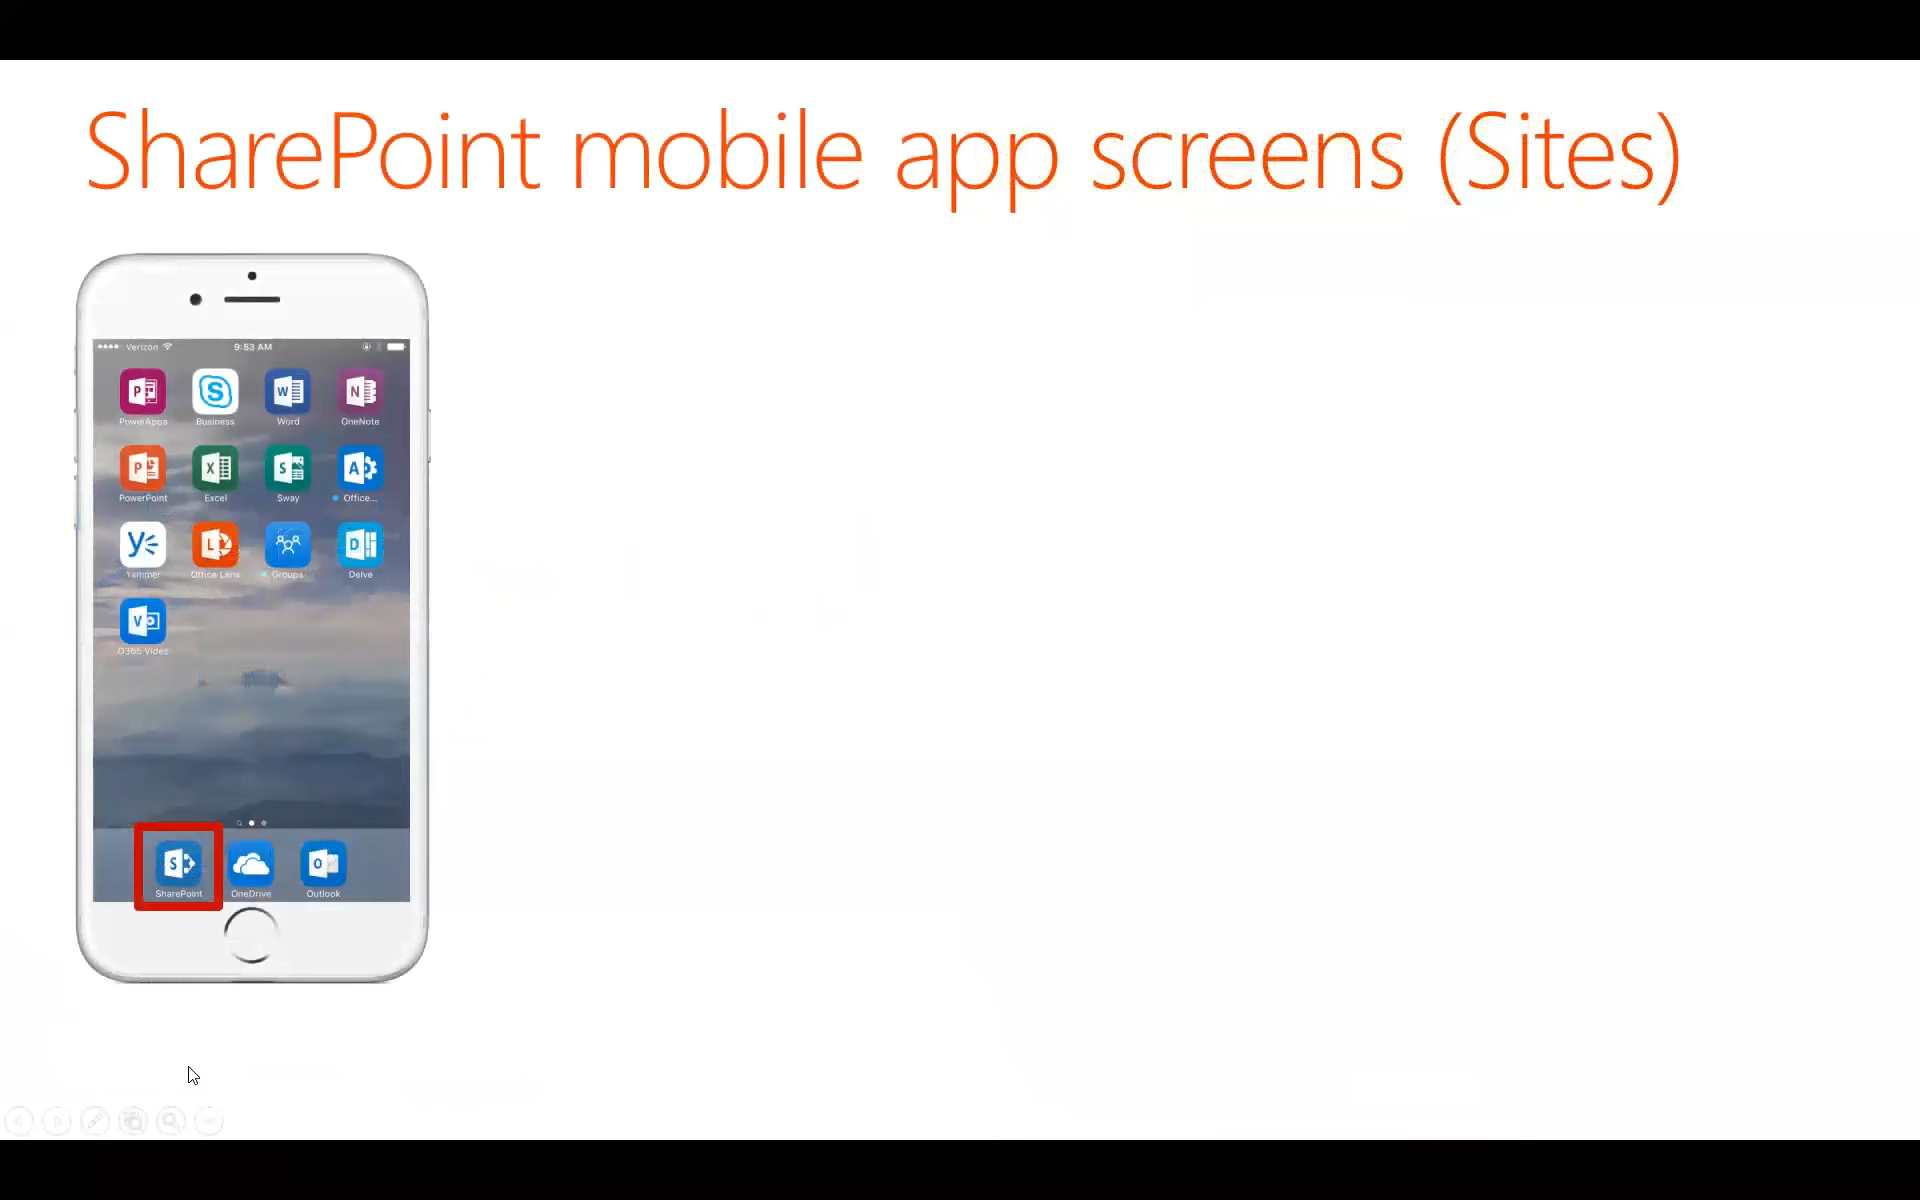 SharePoint mobile app screens (Sites)
Verizon 9:53 AM
PowerApps Business Word OneNote
PowerPoint Excel Sway Office...
Yammer Office Lens Groups Delve
O365 Video
SharePoint OneDrive Outlook